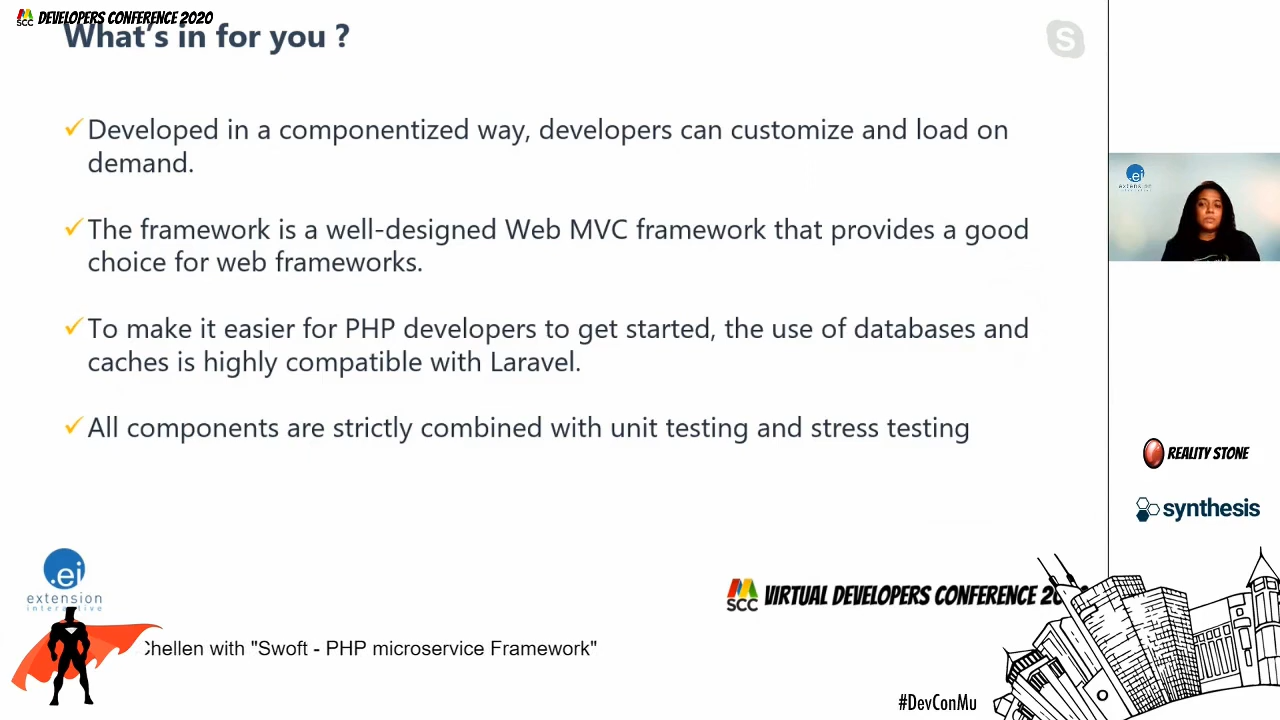 SCC DEVELOPERS CONFERENCE 2020
What's in for you ?
S
Developed in a componentized way, developers can customize and load on
demand.
The framework is a well-designed Web MVC framework that provides a good
choice for web frameworks.
To make it easier for PHP developers to get started, the use of databases and
caches is highly compatible with Laravel.
All components are strictly combined with unit testing and stress testing
.ei
extension
REALITY STONE
synthesis
.ei
extension
interactive
SCC VIRTUAL DEVELOPERS CONFERENCE
Chellen with "Swoft - PHP microservice Framework"
#DevConMu